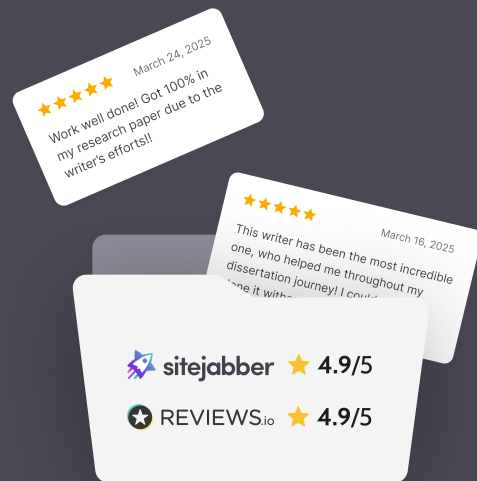 March 24, 2025
Work well done! Got 100% in
my research paper due to the
writer's efforts!!
March 16, 2025
This writer has been the most incredible
one, who helped me throughout my
dissertation journey! I
it
sitejabber 4.9/5
REVIEWS.io 4.9/5